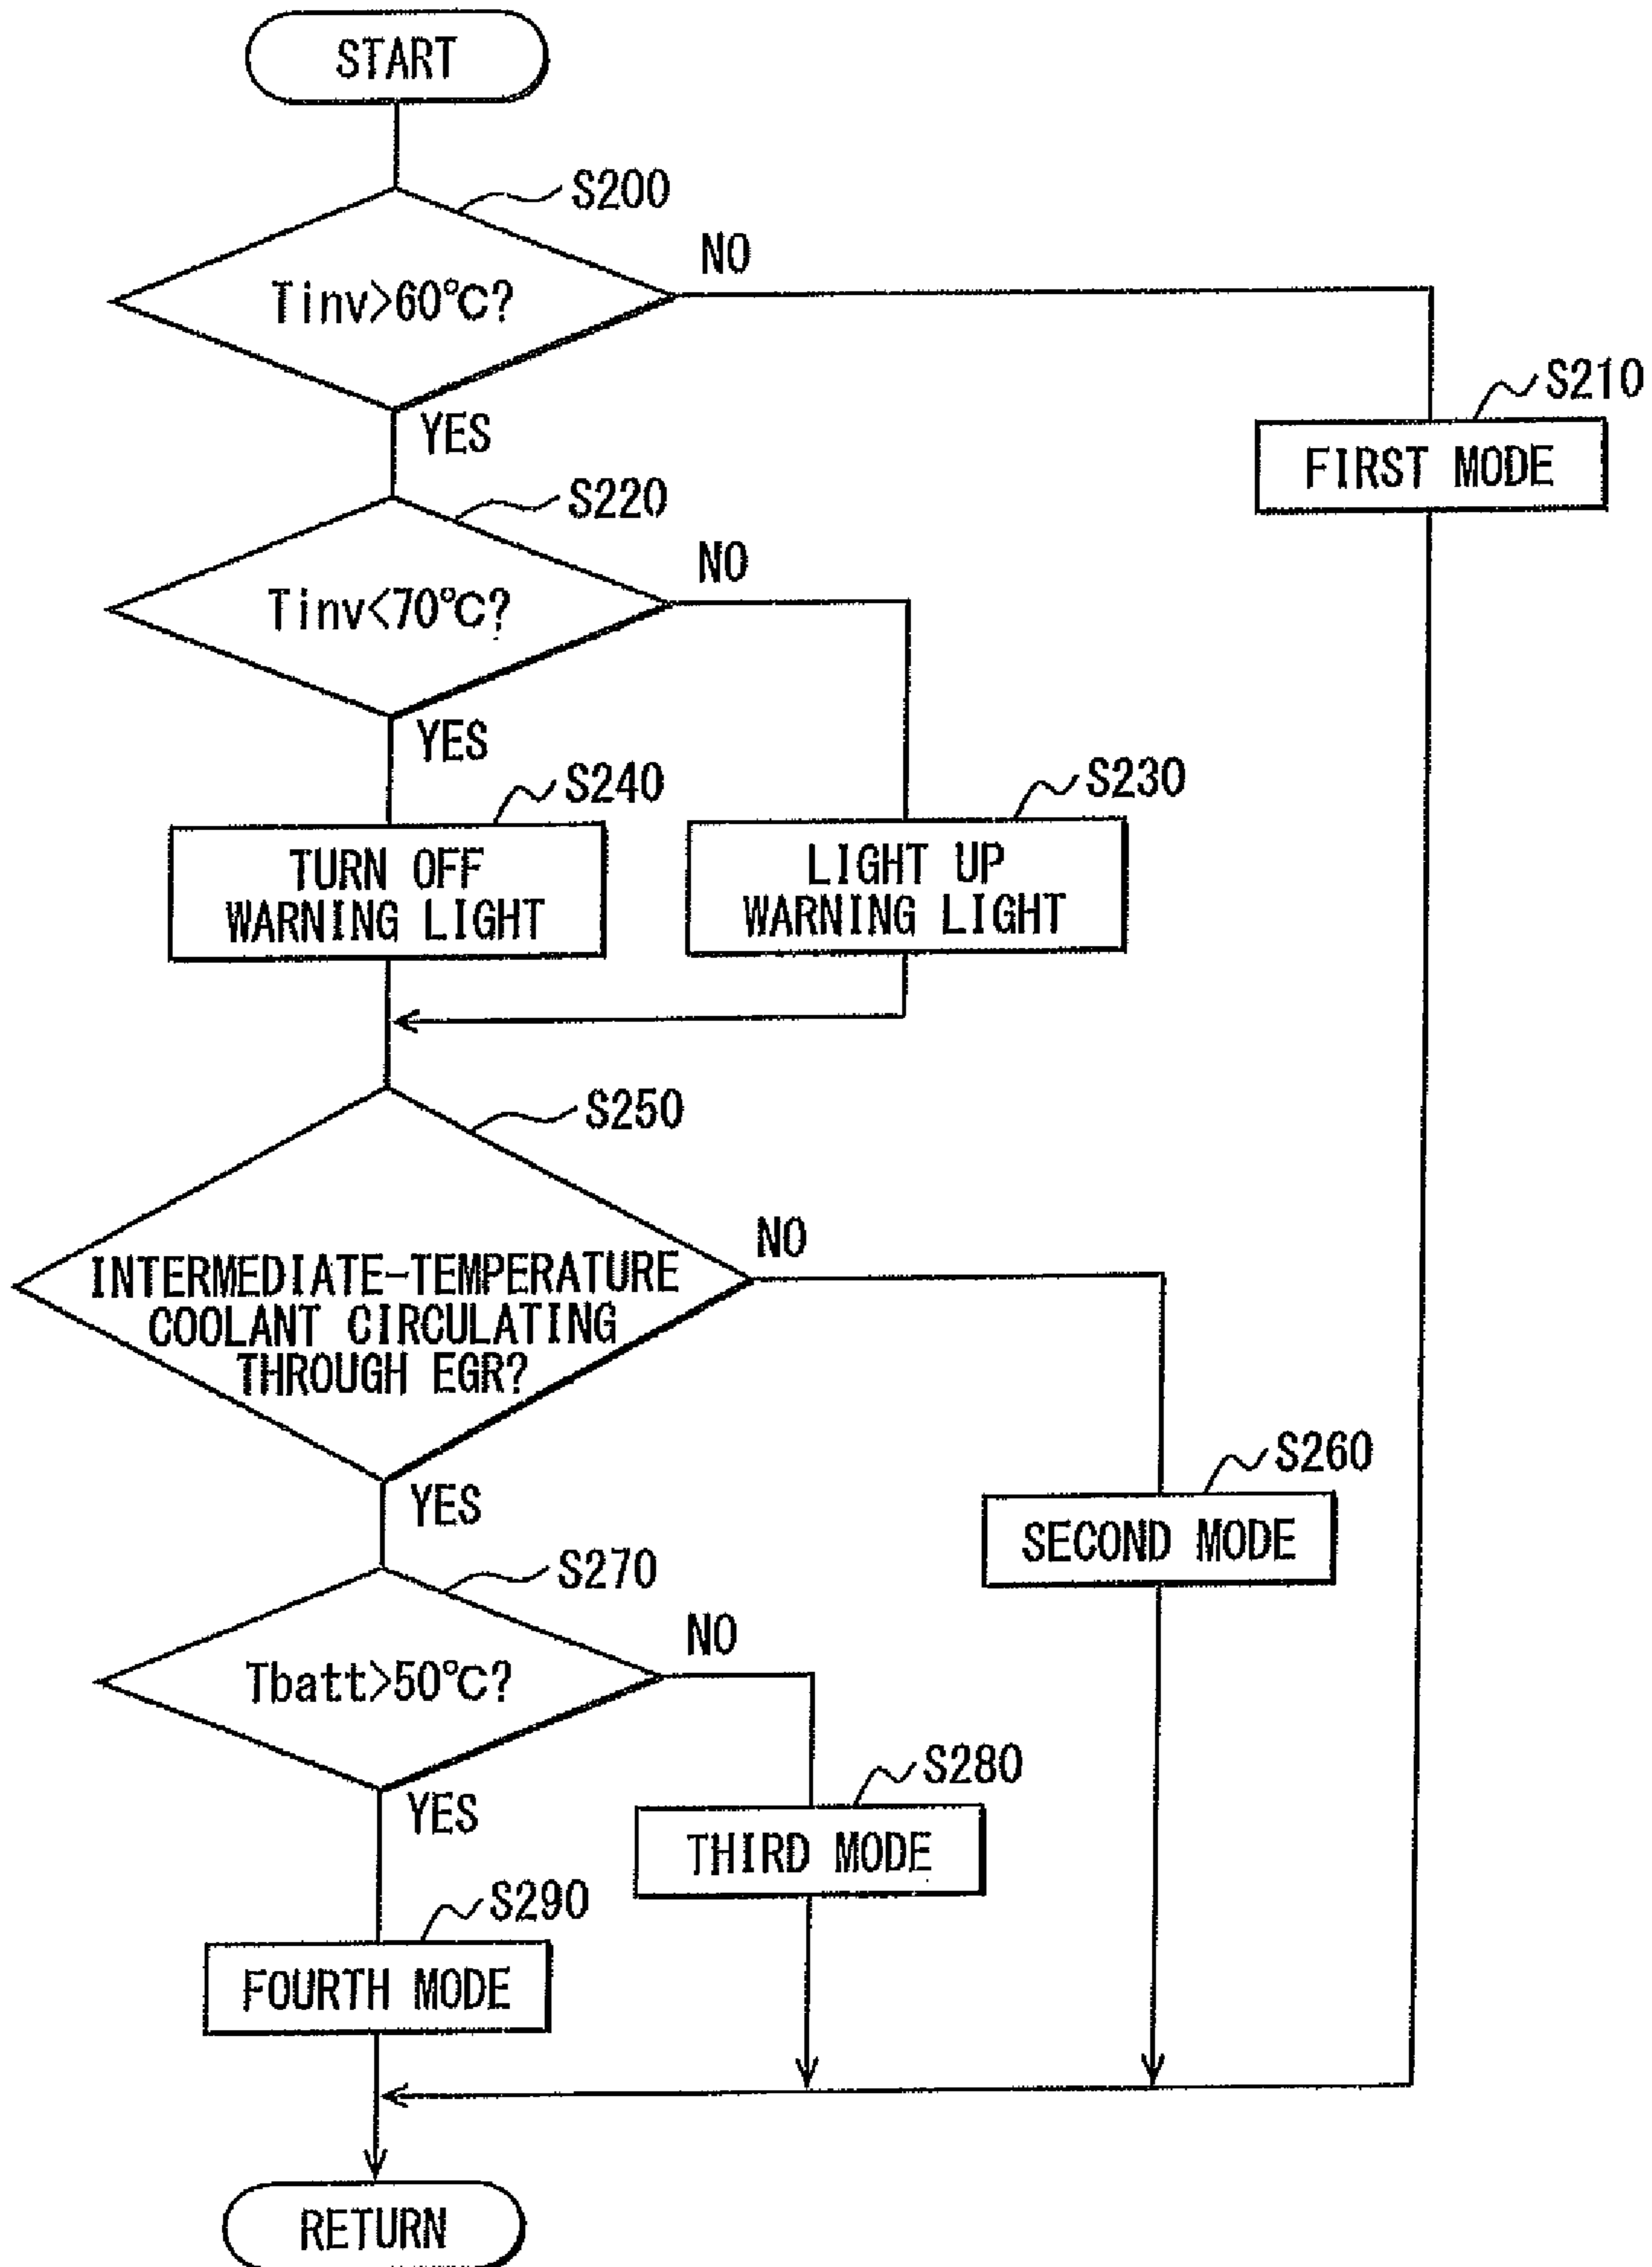 START
S200
Tinv>60℃?
NO
YES
S210
FIRST MODE
S220
Tinv<70℃?
NO
YES
S240
TURN OFF
WARNING LIGHT
S230
LIGHT UP
WARNING LIGHT
S250
INTERMEDIATE-TEMPERATURE
COOLANT CIRCULATING
THROUGH EGR?
NO
YES
S260
SECOND MODE
S270
Tbatt>50℃?
NO
YES
S280
THIRD MODE
S290
FOURTH MODE
RETURN